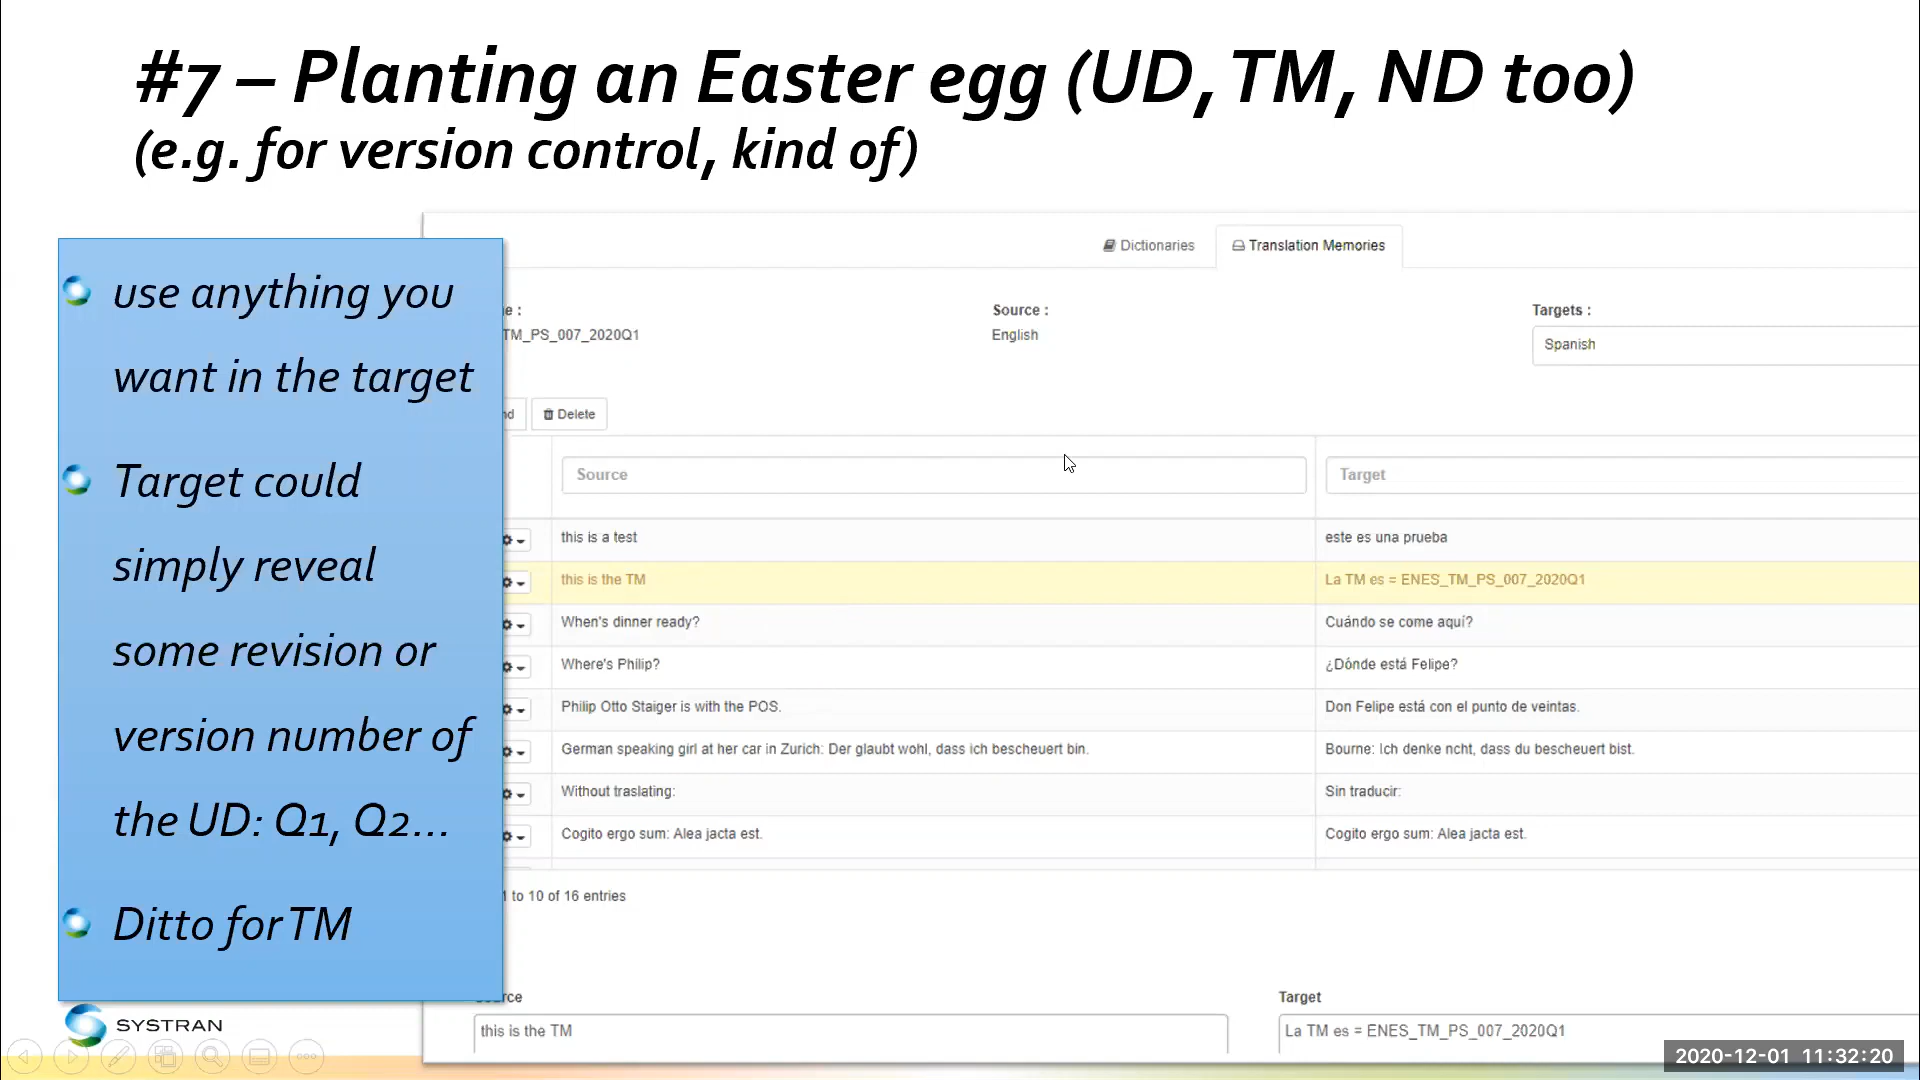 #7 – Planting an Easter egg (UD, TM, ND too)
(e.g. for version control, kind of)
use anything you
want in the target
Target could
simply reveal
some revision or
version number of
the UD: Q1, Q2...
Ditto for TM
SYSTRAN
Dictionaries
Translation Memories
Source :
Targets :
TM_PS_007_2020Q1
English
Spanish
Delete
Source
Target
this is a test
este es una prueba
this is the TM
La TM es = ENES_TM_PS_007_2020Q1
When's dinner ready?
Cuándo se come aquí?
Where's Philip?
¿Dónde está Felipe?
Philip Otto Staiger is with the POS.
Don Felipe está con el punto de veintas.
German speaking girl at her car in Zurich: Der glaubt wohl, dass ich bescheuert bin.
Bourne: Ich denke ncht, dass du bescheuert bist.
Without traslating:
Sin traducir:
Cogito ergo sum: Alea jacta est.
Cogito ergo sum: Alea jacta est.
1 to 10 of 16 entries
Target
this is the TM
La TM es = ENES_TM_PS_007_2020Q1
2020-12-01 11:32:20